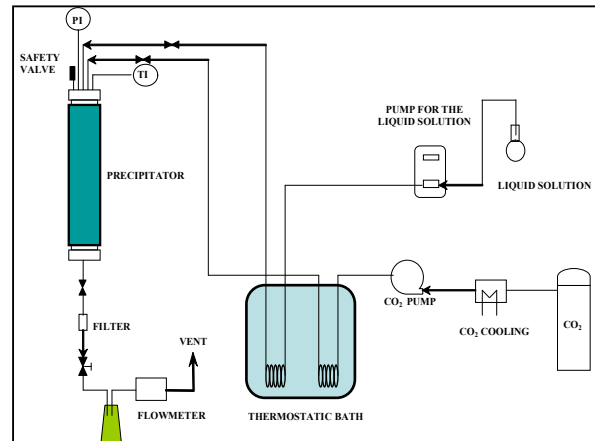 PI
SAFETY
VALVE
TI
PUMP FOR THE
LIQUID SOLUTION
PRECIPITATOR
LIQUID SOLUTION
CO₂ PUMP
CO₂ COOLING
CO₂
FILTER
VENT
FLOWMETER
THERMOSTATIC BATH